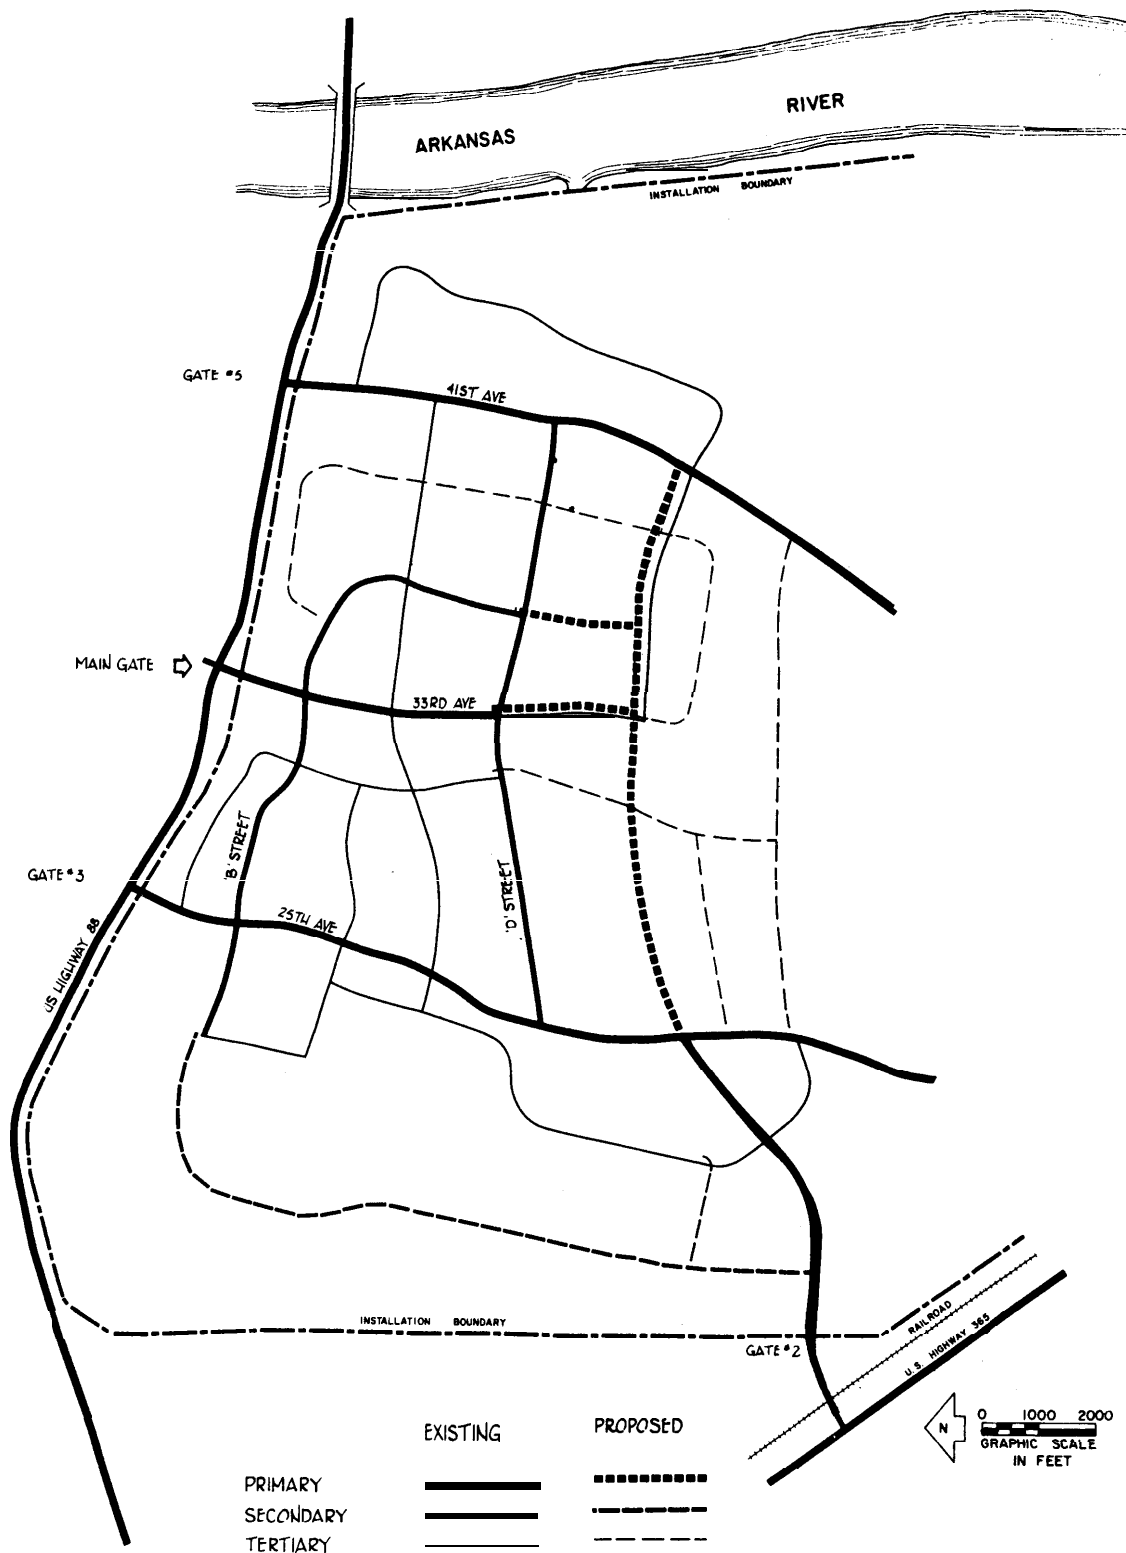 ARKANSAS RIVER
INSTALLATION BOUNDARY
GATE #5
41ST AVE
MAIN GATE
33RD AVE
'B' STREET
GATE #3
'D' STREET
25TH AVE
US HIGHWAY 88
INSTALLATION BOUNDARY
RAILROAD
GATE #2
U.S. HIGHWAY 365
N
0 1000 2000
GRAPHIC SCALE
IN FEET
EXISTING PROPOSED
PRIMARY
SECONDARY
TERTIARY